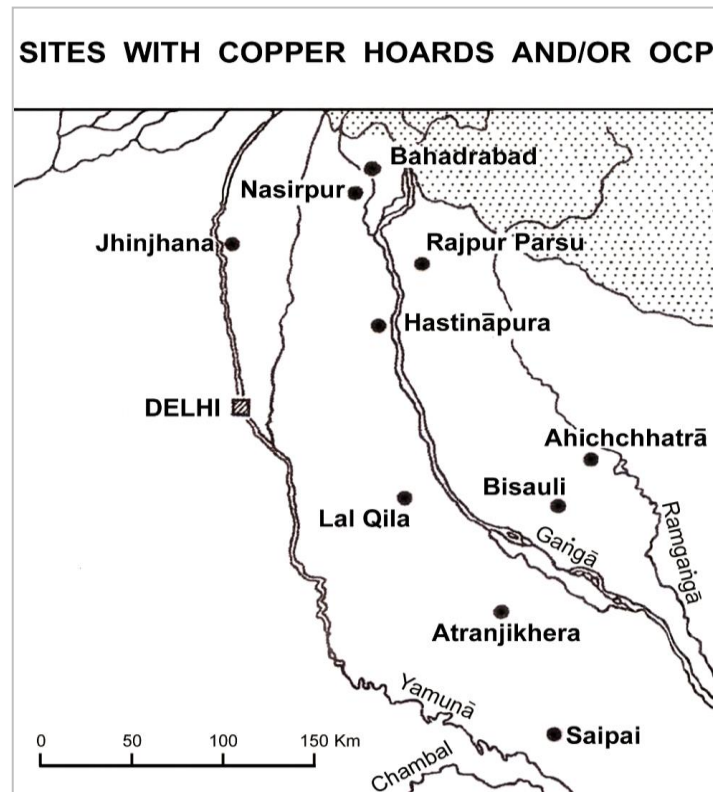 SITES WITH COPPER HOARDS AND/OR OCP
Bahadrabad
Nasirpur
Jhinjhana
Rajpur Parsu
Hastināpura
DELHI
Ahichchhatrā
Bisauli
Lal Qila
Gaṅgā
Ramgaṅgā
Atranjikhera
Yamunā
Saipai
0 50 100 150 Km
Chambal